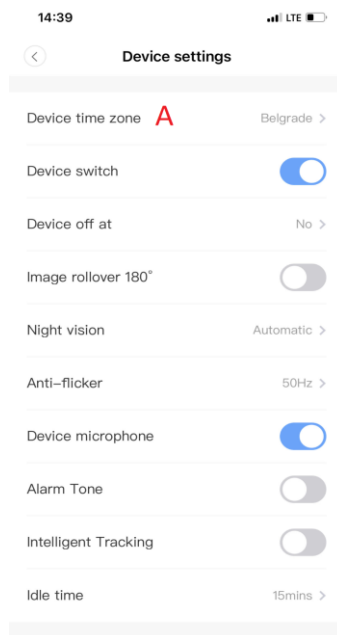 14:39 LTE
Device settings
Device time zone A Belgrade >
Device switch
Device off at No >
Image rollover 180°
Night vision Automatic >
Anti-flicker 50Hz >
Device microphone
Alarm Tone
Intelligent Tracking
Idle time 15mins >